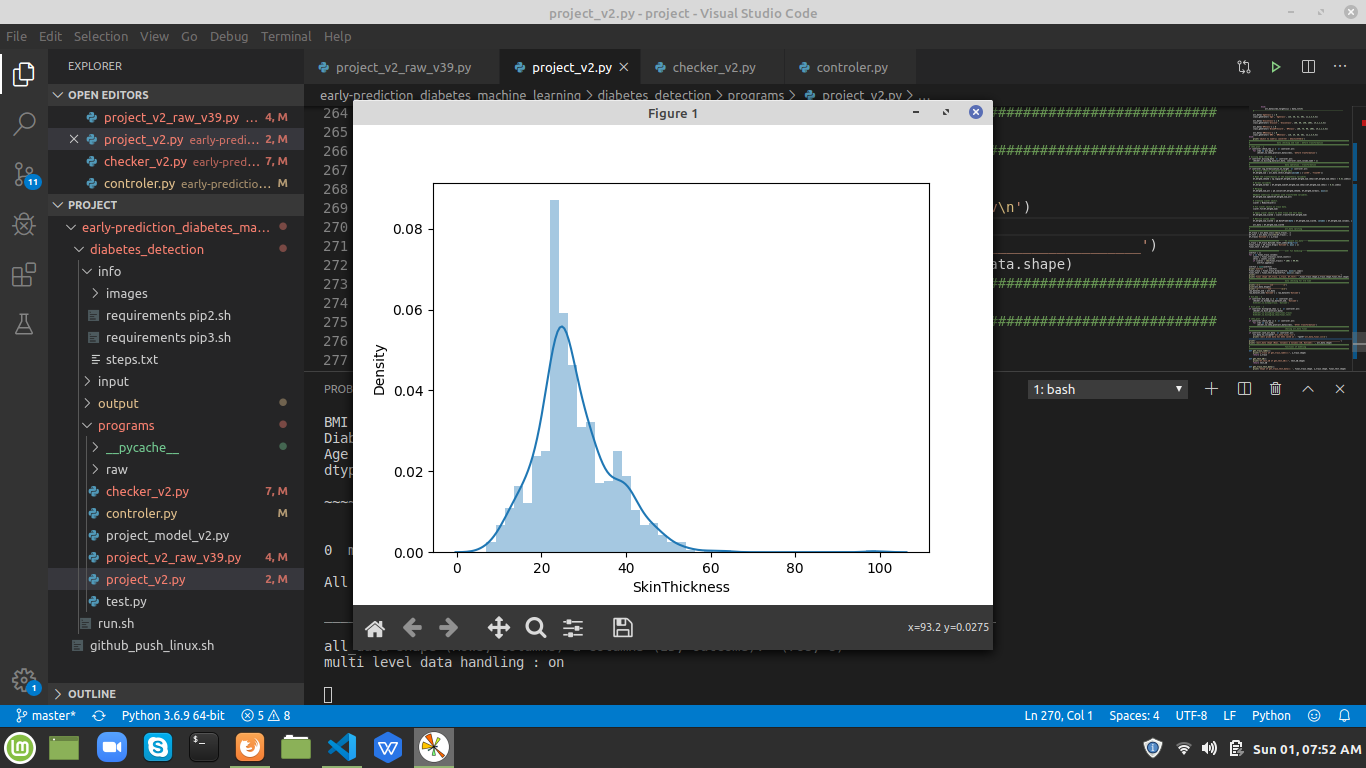 project_v2.py - project - Visual Studio Code
File Edit Selection View Go Debug Terminal Help
EXPLORER
OPEN EDITORS
project_v2_raw_v39.py ... 4, M
project_v2.py early-predi... 2, M
checker_v2.py early-pred... 7, M
controler.py early-predictio... M
11
PROJECT
early-prediction_diabetes_ma...
diabetes_detection
info
images
requirements pip2.sh
requirements pip3.sh
steps.txt
input
output
programs
__pycache__
raw
checker_v2.py 7, M
controler.py M
project_model_v2.py
project_v2_raw_v39.py 4, M
project_v2.py 2, M
test.py
run.sh
github_push_linux.sh
OUTLINE
1
project_v2_raw_v39.py project_v2.py checker_v2.py controler.py
early-prediction_diabetes_machine_learning > diabetes_detection > programs > project_v2.py > ...
264
265
266
267
268
269 \n')
270
271 ')
272 ata.shape)
273
274
275
276
277
Figure 1
0.08
0.06
0.04
0.02
0.00
Density
0 20 40 60 80 100
SkinThickness
x=93.2 y=0.0275
PROB
1: bash
BMI
Diab
Age
dtyp
~~~~
0 m
All
multi level data handling : on
master* Python 3.6.9 64-bit 5 8 Ln 270, Col 1 Spaces: 4 UTF-8 LF Python
Sun 01, 07:52 AM